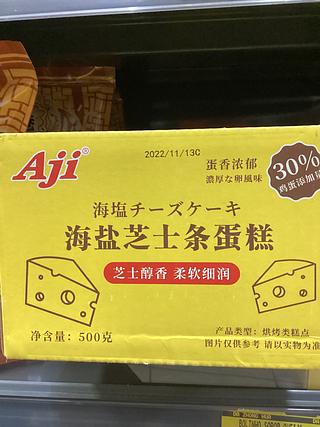 Aji®
2022/11/13C
蛋香浓郁
濃厚な卵風味
30%
鸡蛋添加量
海塩チーズケーキ
海盐芝士条蛋糕
芝士醇香 柔软细润
净含量：500克
产品类型：烘烤类糕点
图片仅供参考 请以实物为准
DA ZHONG HUA